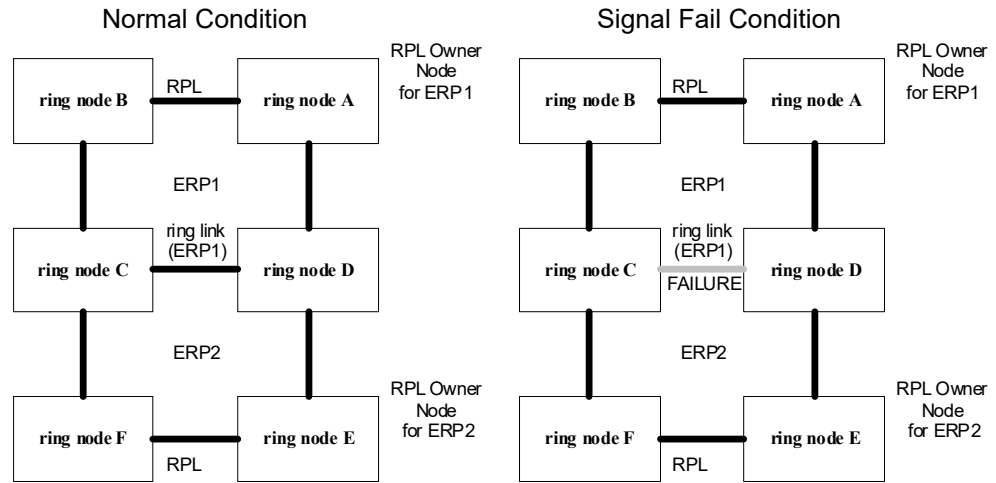 Normal Condition
RPL Owner
Node
for ERP1
ring node B
RPL
ring node A
ERP1
ring link
(ERP1)
ring node C
ring node D
ERP2
RPL Owner
Node
for ERP2
ring node F
RPL
ring node E
Signal Fail Condition
RPL Owner
Node
for ERP1
ring node B
RPL
ring node A
ERP1
ring link
(ERP1)
ring node C
FAILURE
ring node D
ERP2
RPL Owner
Node
for ERP2
ring node F
RPL
ring node E